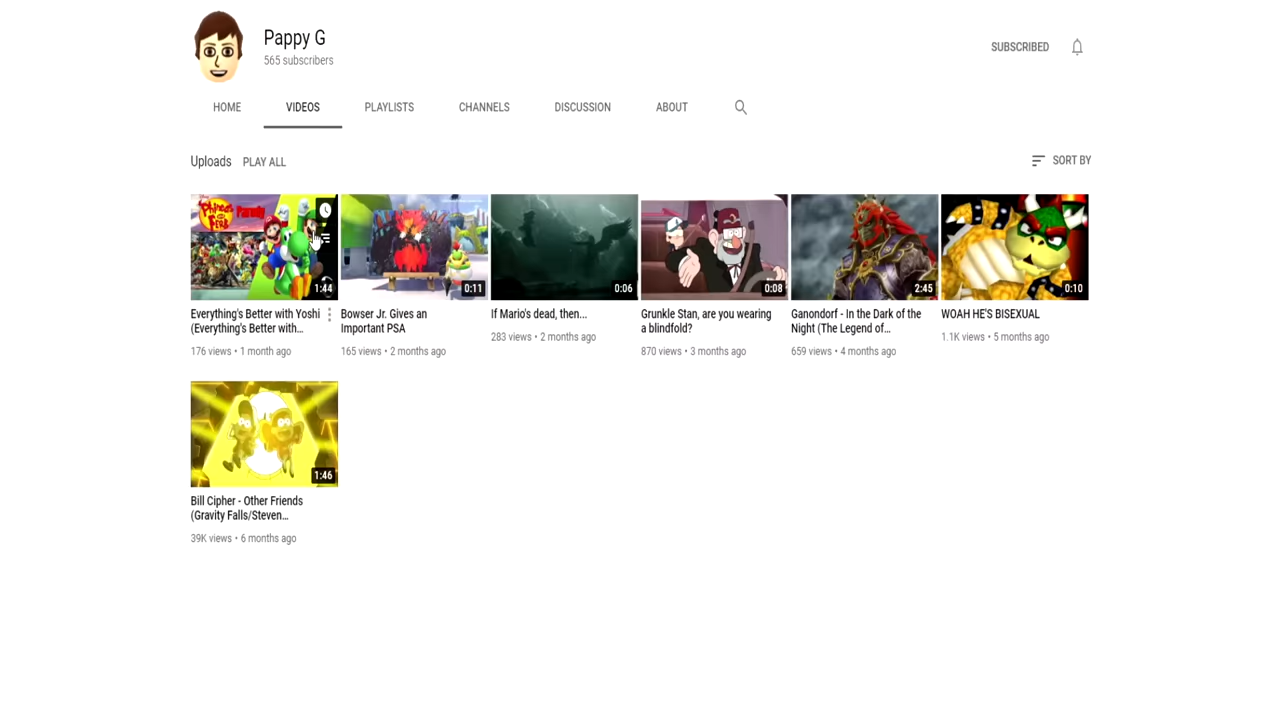 Pappy G
565 subscribers
SUBSCRIBED
HOME VIDEOS PLAYLISTS CHANNELS DISCUSSION ABOUT
Uploads PLAY ALL SORT BY
Phineas and Ferb Parody
1:44
0:11
0:06
0:08
2:45
0:10
Everything's Better with Yoshi
(Everything's Better with...
176 views • 1 month ago
Bowser Jr. Gives an
Important PSA
165 views • 2 months ago
If Mario's dead, then...
283 views • 2 months ago
Grunkle Stan, are you wearing
a blindfold?
870 views • 3 months ago
Ganondorf - In the Dark of the
Night (The Legend of...
659 views • 4 months ago
WOAH HE'S BISEXUAL
1.1K views • 5 months ago
1:46
Bill Cipher - Other Friends
(Gravity Falls/Steven...
39K views • 6 months ago